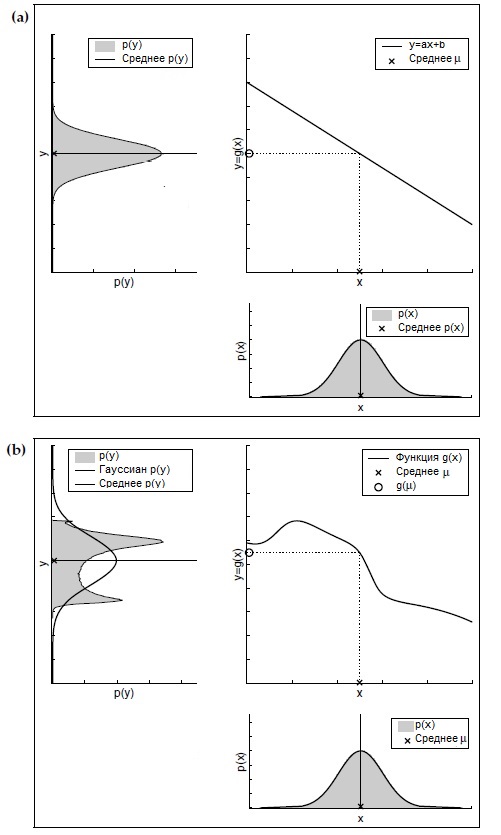 (a)
p(y)
Среднее p(y)
y
p(y)
y=ax+b
Среднее μ
y=g(x)
x
p(x)
Среднее p(x)
p(x)
x
(b)
p(y)
Гауссиан p(y)
Среднее p(y)
y
p(y)
Функция g(x)
Среднее μ
g(μ)
y=g(x)
x
p(x)
Среднее μ
p(x)
x